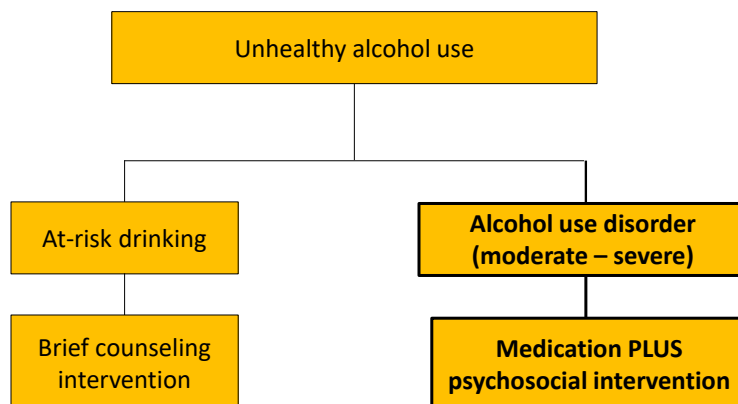 Unhealthy alcohol use
At-risk drinking
Alcohol use disorder
(moderate – severe)
Brief counseling
intervention
Medication PLUS
psychosocial intervention